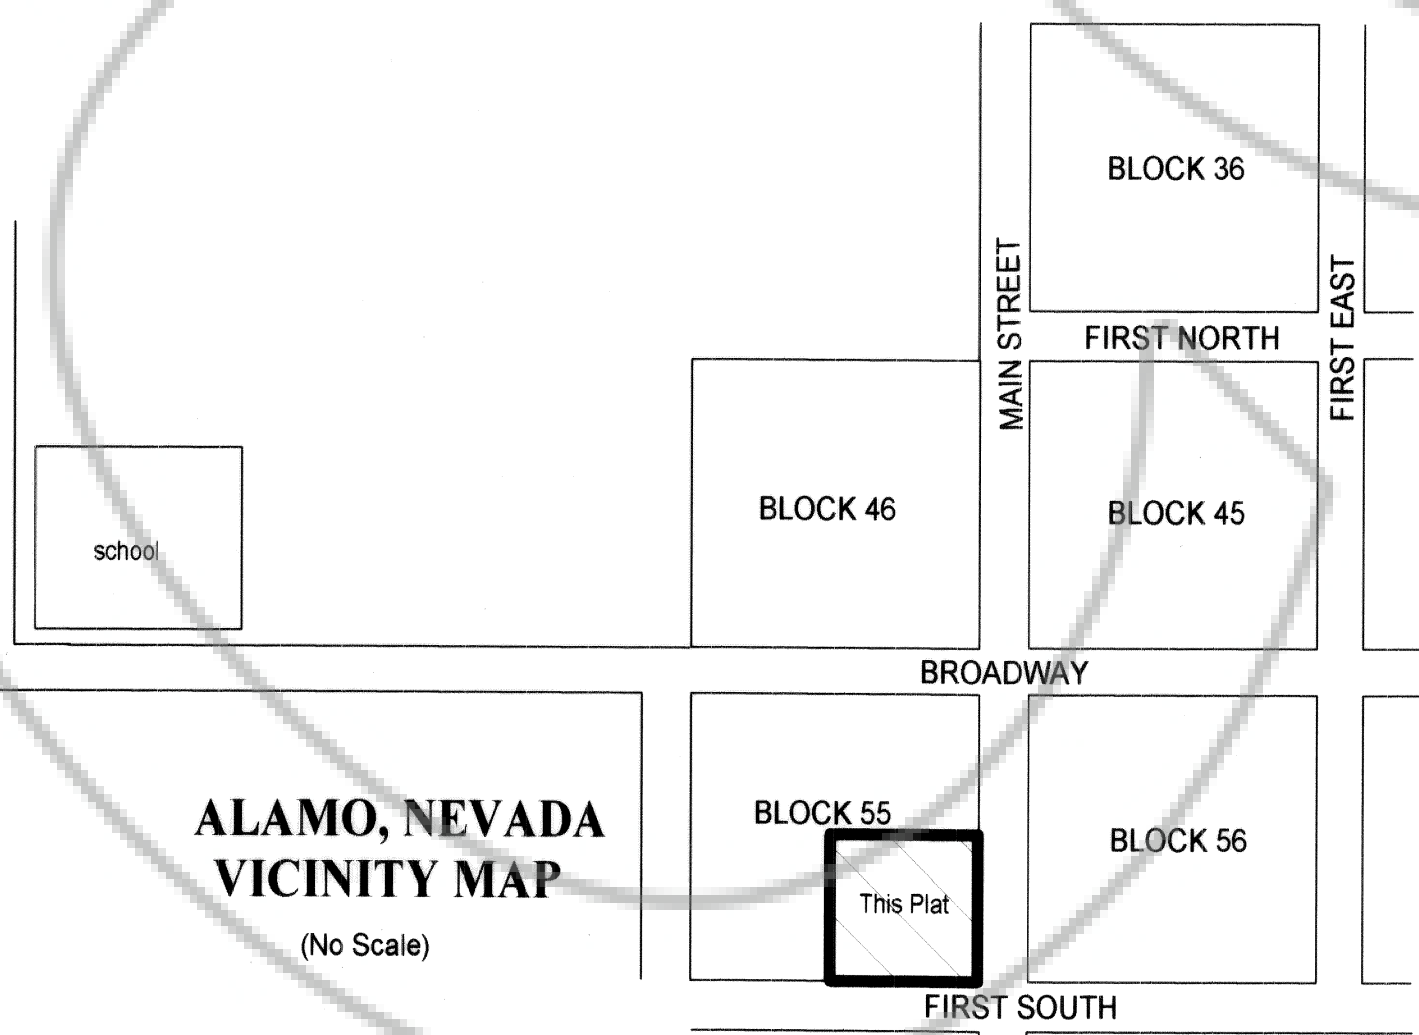 BLOCK 36
MAIN STREET
FIRST EAST
FIRST NORTH
BLOCK 46
BLOCK 45
school
BROADWAY
BLOCK 55
BLOCK 56
This Plat
ALAMO, NEVADA
VICINITY MAP
(No Scale)
FIRST SOUTH